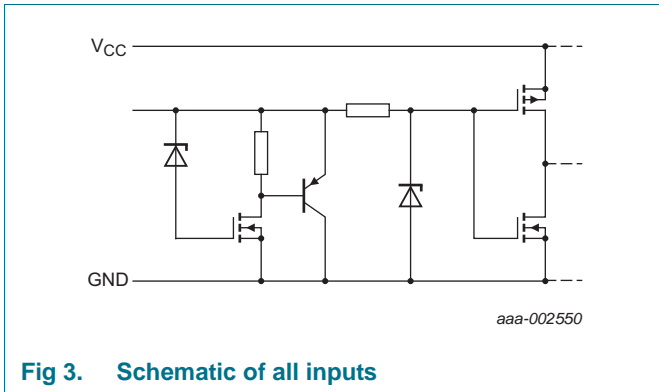 VCC
GND
aaa-002550
Fig 3. Schematic of all inputs